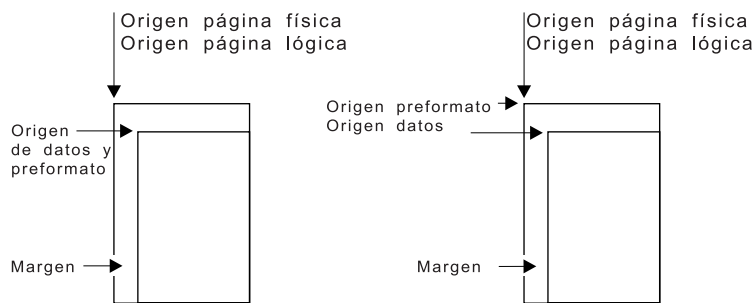 Origen página física
Origen página lógica
Origen
de datos y
preformato
Margen
Origen página física
Origen página lógica
Origen preformato
Origen datos
Margen